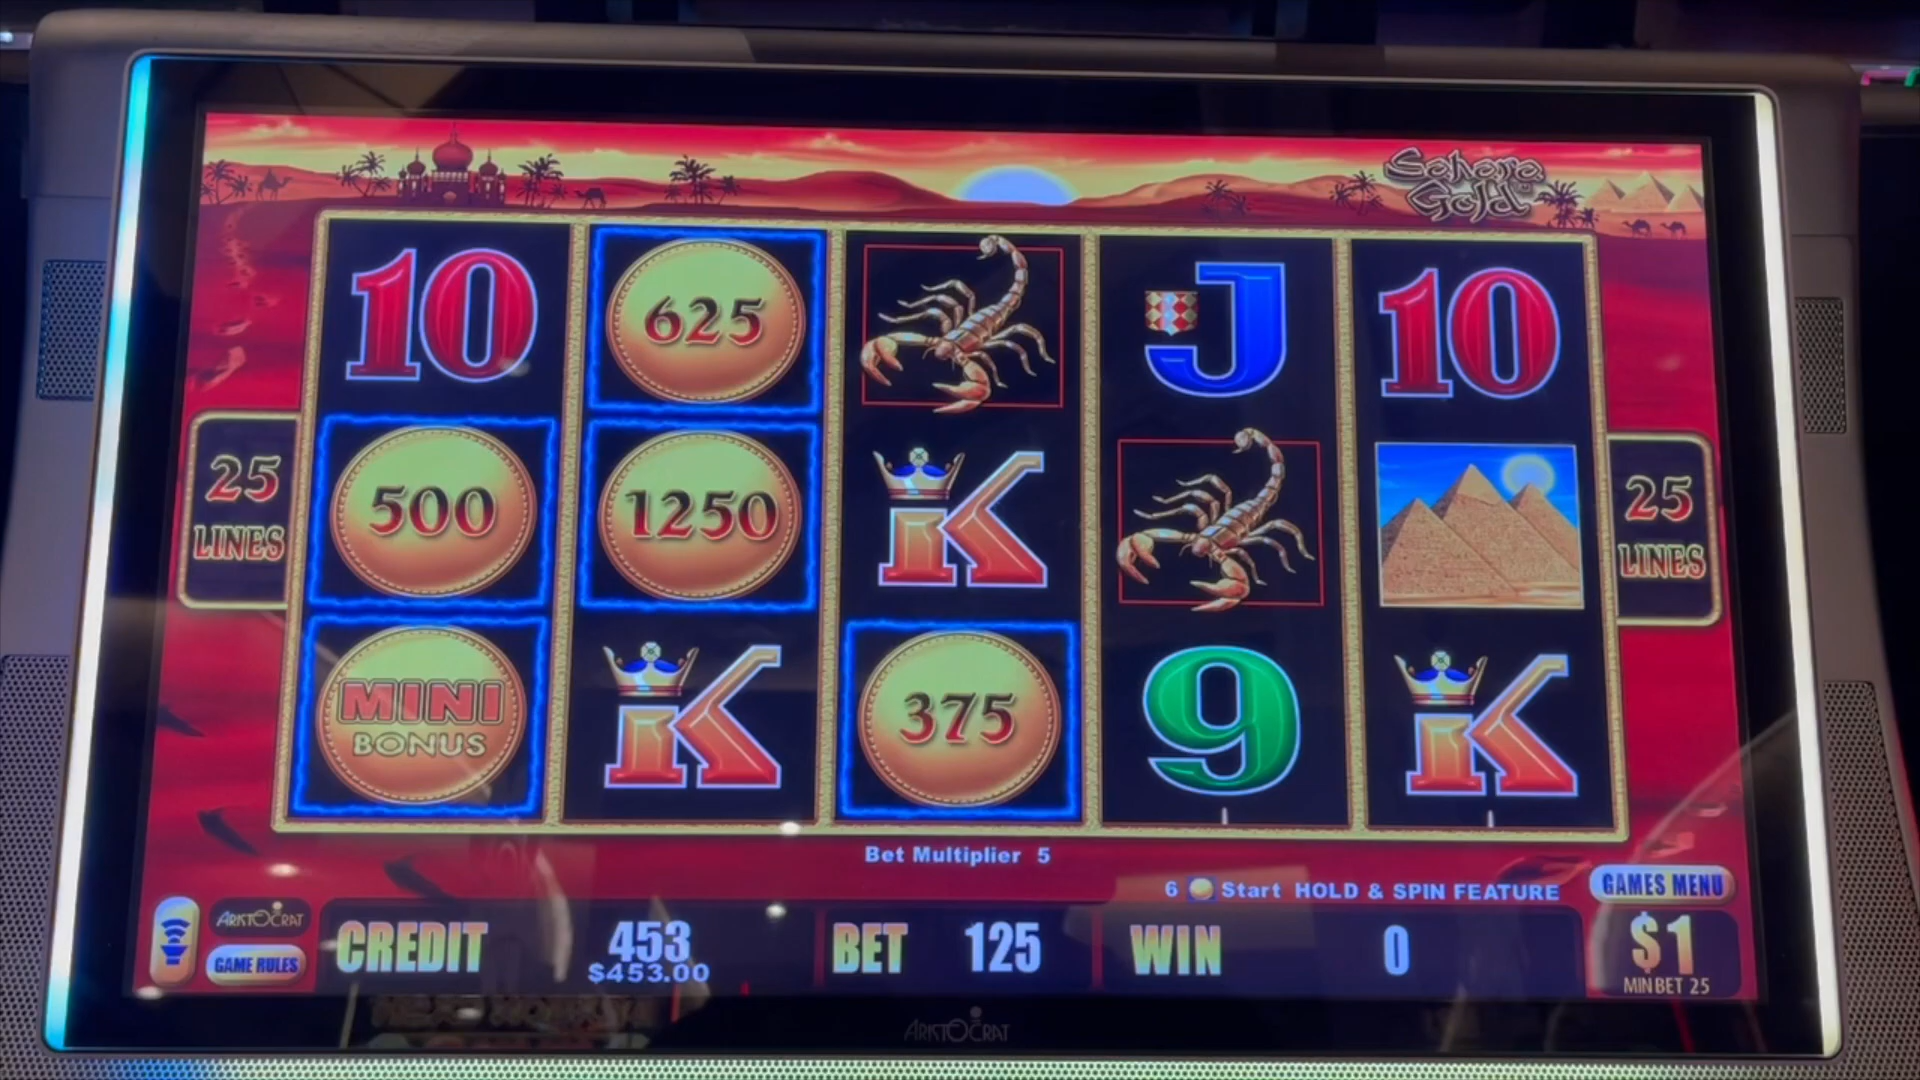 Sahara
Gold
10
625
J
10
25
LINES
500
1250
K
25
LINES
MINI
BONUS
K
375
9
K
Bet Multiplier 5
6 Start HOLD & SPIN FEATURE
GAMES MENU
ARISTOCRAT
GAME RULES
CREDIT 453
$453.00
BET 125
WIN 0
$1
MIN BET 25
ARISTOCRAT